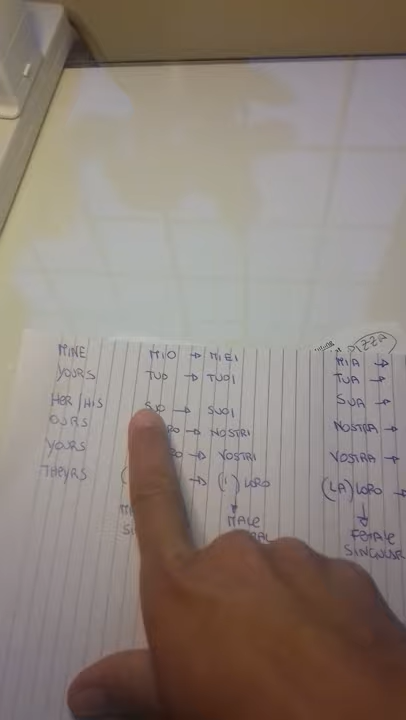 PIZZA
MINE MIO → MIEI MIA →
YOURS TUO → TUOI TUA →
HER/HIS → SUOI SUA →
OURS → NOSTRI NOSTRA →
YOURS → VOSTRI VOSTRA →
THEYRS ( → (I) LORO (LA) LORO →
MALE FEMALE
SINGULAR